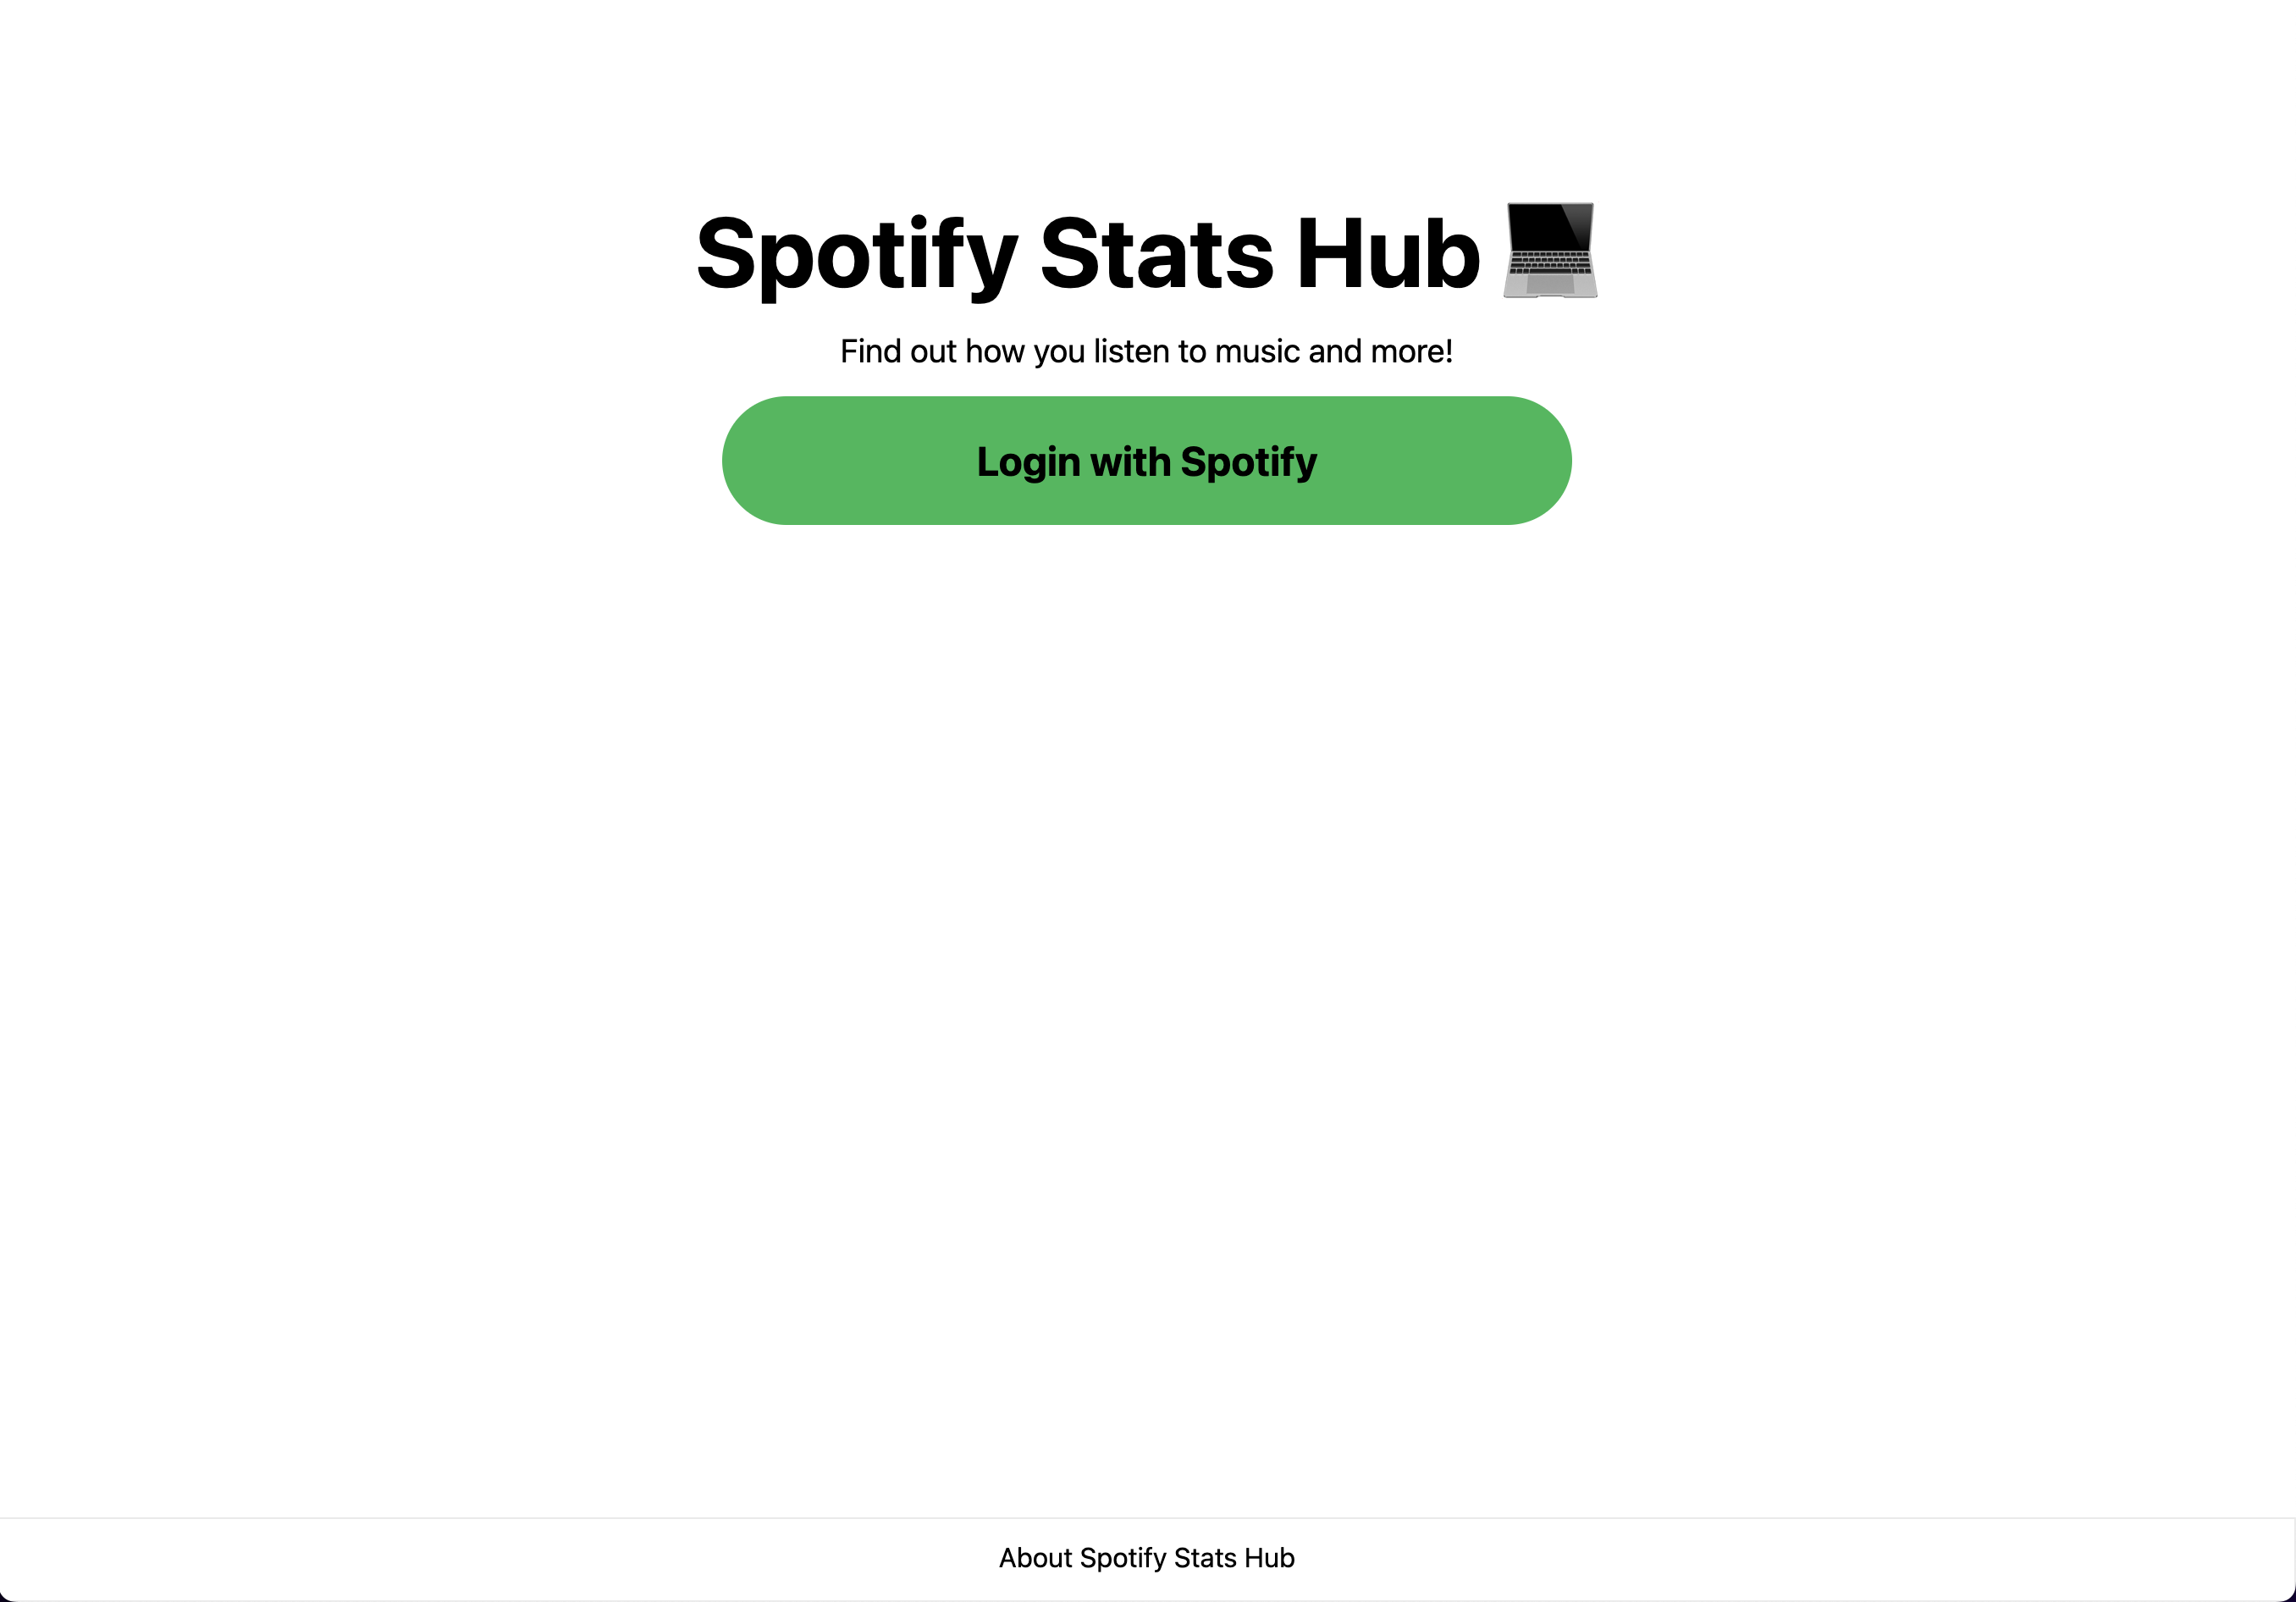 Spotify Stats Hub 💻
Find out how you listen to music and more!
Login with Spotify
About Spotify Stats Hub